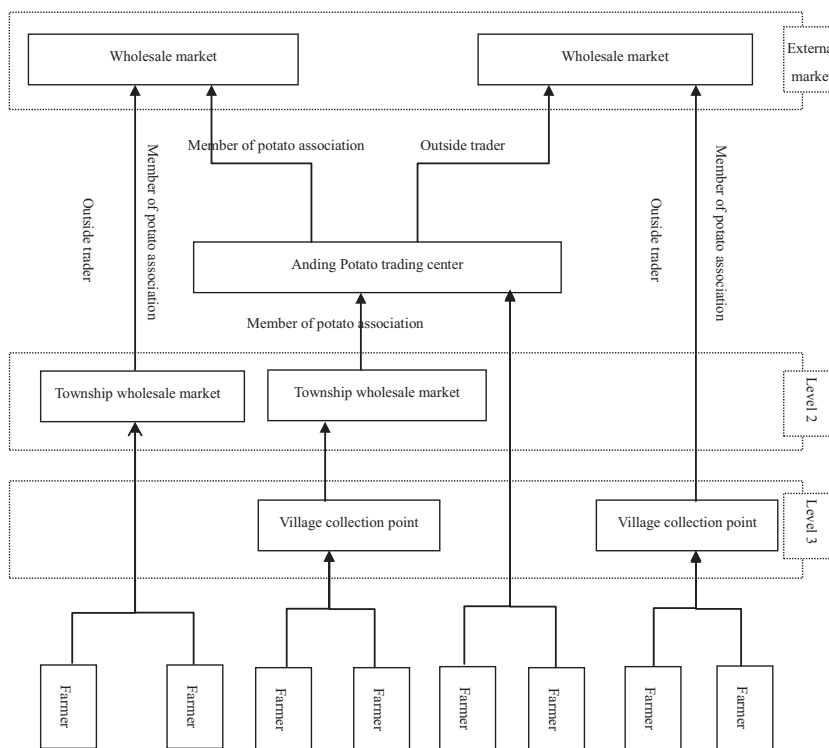 Wholesale market
Wholesale market
Externa
market
Member of potato association
Outside trader
Outside trader
Member of potato association
Outside trader
Member of potato association
Anding Potato trading center
Member of potato association
Township wholesale market
Township wholesale market
Level 2
Village collection point
Village collection point
Level 3
Farmer
Farmer
Farmer
Farmer
Farmer
Farmer
Farmer
Farmer